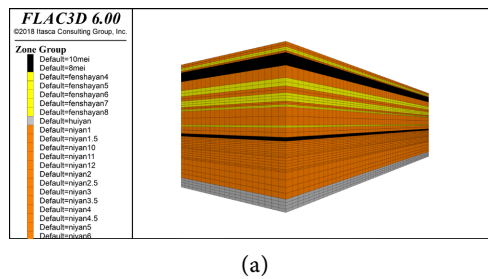 FLAC3D 6.00
©2018 Itasca Consulting Group, Inc.
Zone Group
Default=10mei
Default=8mei
Default=fenshayan4
Default=fenshayan5
Default=fenshayan6
Default=fenshayan7
Default=fenshayan8
Default=huiyan
Default=niyan1
Default=niyan1.5
Default=niyan10
Default=niyan11
Default=niyan12
Default=niyan2
Default=niyan2.5
Default=niyan3
Default=niyan3.5
Default=niyan4
Default=niyan4.5
Default=niyan5
Default=niyan6
(a)